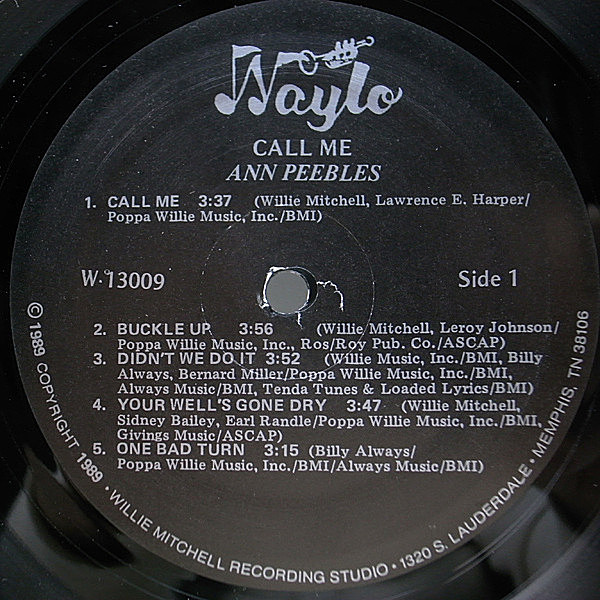 Waylo
CALL ME
ANN PEEBLES
1. CALL ME 3:37 (Willie Mitchell, Lawrence E. Harper/
Poppa Willie Music, Inc./BMI)
W-13009
Side 1
2. BUCKLE UP 3:56 (Willie Mitchell, Leroy Johnson/
Poppa Willie Music, Inc., Ros/Roy Pub. Co./ASCAP)
3. DIDN'T WE DO IT 3:52 (Willie Music, Inc./BMI, Billy
Always, Bernard Miller/Poppa Willie Music, Inc./BMI,
Always Music/BMI, Tenda Tunes & Loaded Lyrics/BMI)
4. YOUR WELL'S GONE DRY 3:47 (Willie Mitchell,
Sidney Bailey, Earl Randle/Poppa Willie Music, Inc./BMI,
Givings Music/ASCAP)
5. ONE BAD TURN 3:15 (Billy Always/
Poppa Willie Music, Inc./BMI/Always Music/BMI)
© 1989 COPYRIGHT 1989 • WILLIE MITCHELL RECORDING STUDIO • 1320 S. LAUDERDALE • MEMPHIS, TN 38106